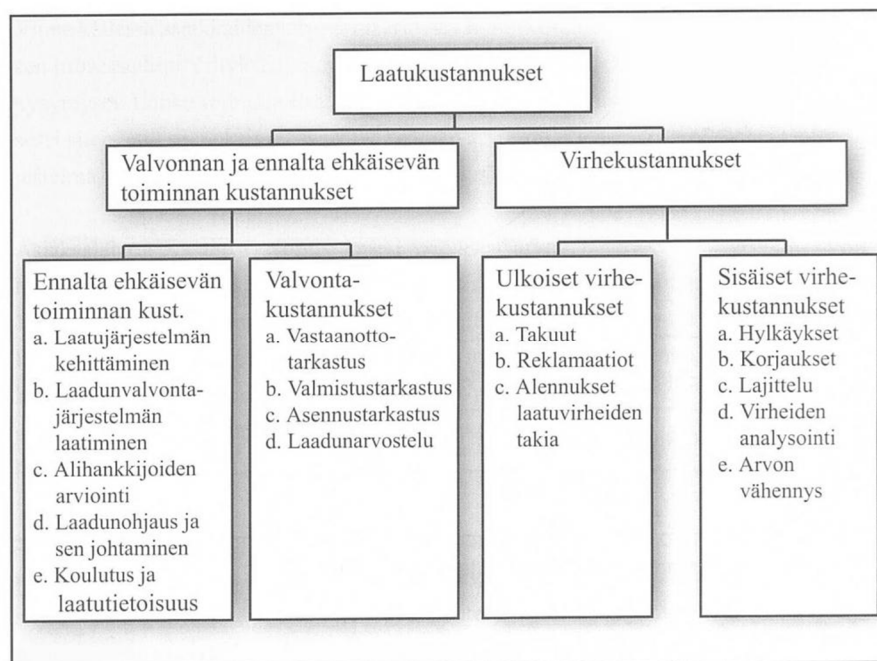 Laatukustannukset
Valvonnan ja ennalta ehkäisevän
toiminnan kustannukset
Virhekustannukset
Ennalta ehkäisevän
toiminnan kust.
a. Laatujärjestelmän
kehittäminen
b. Laadunvalvonta-
järjestelmän
laatiminen
c. Alihankkijoiden
arviointi
d. Laadunohjaus ja
sen johtaminen
e. Koulutus ja
laatutietoisuus
Valvonta-
kustannukset
a. Vastaanotto-
tarkastus
b. Valmistustarkastus
c. Asennustarkastus
d. Laadunarvostelu
Ulkoiset virhe-
kustannukset
a. Takuut
b. Reklamaatiot
c. Alennukset
laatuvirheiden
takia
Sisäiset virhe-
kustannukset
a. Hylkäykset
b. Korjaukset
c. Lajittelu
d. Virheiden
analysointi
e. Arvon
vähennys